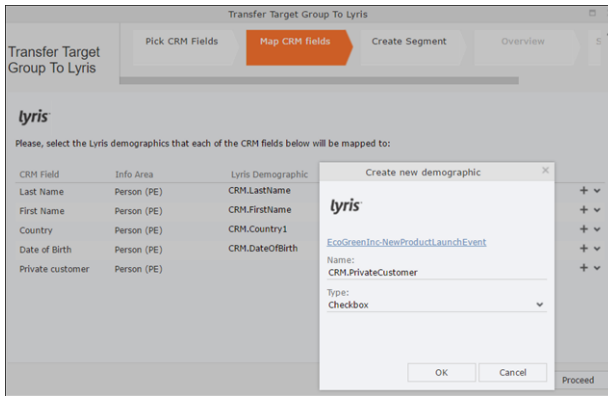 Transfer Target Group To Lyris
Transfer Target
Group To Lyris
Pick CRM Fields
Map CRM fields
Create Segment
Overview
S
lyris
Please, select the Lyris demographics that each of the CRM fields below will be mapped to:
CRM Field Info Area Lyris Demographic
Last Name Person (PE) CRM.LastName
First Name Person (PE) CRM.FirstName
Country Person (PE) CRM.Country1
Date of Birth Person (PE) CRM.DateOfBirth
Private customer Person (PE)
Create new demographic
lyris
EcoGreenInc-NewProductLaunchEvent
Name:
CRM.PrivateCustomer
Type:
Checkbox
OK Cancel
Proceed